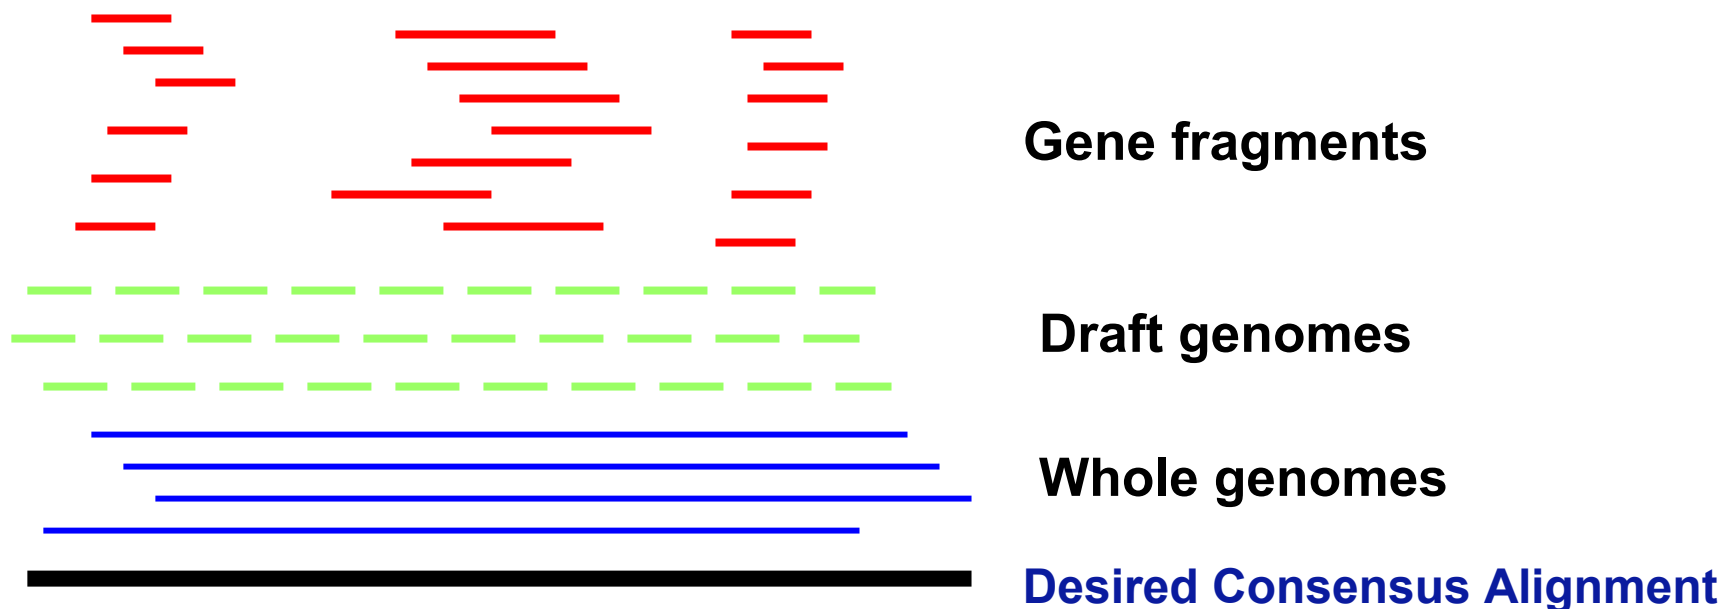 Gene fragments
Draft genomes
Whole genomes
Desired Consensus Alignment